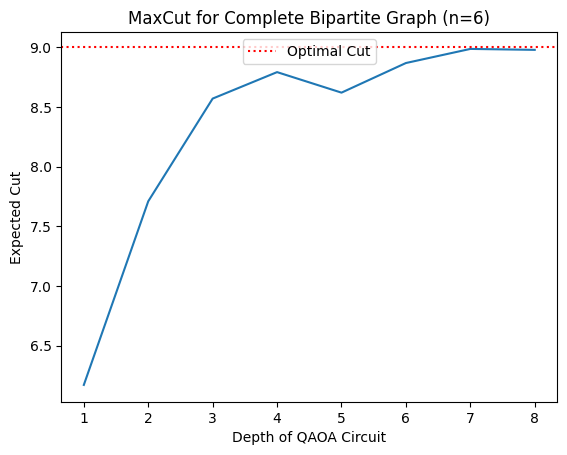 MaxCut for Complete Bipartite Graph (n=6)
9.0
Optimal Cut
8.5
8.0
7.5
7.0
6.5
Expected Cut
1 2 3 4 5 6 7 8
Depth of QAOA Circuit